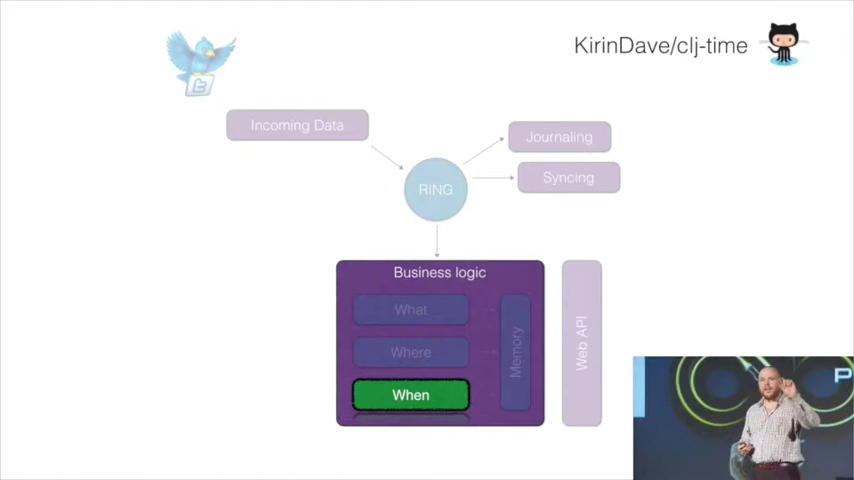 KirinDave/clj-time
Incoming Data
Journaling
RING
Syncing
Business logic
What
Where
When
Memory
Web API
P